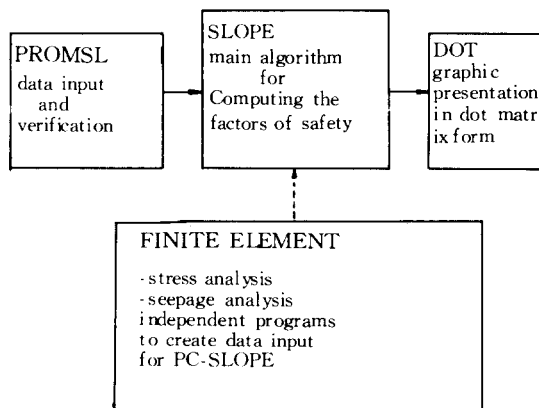 PROMSL
data input
and
verification
SLOPE
main algorithm
for
Computing the
factors of safety
DOT
graphic
presentation
in dot matr
ix form
FINITE ELEMENT
-stress analysis
-seepage analysis
independent programs
to create data input
for PC-SLOPE